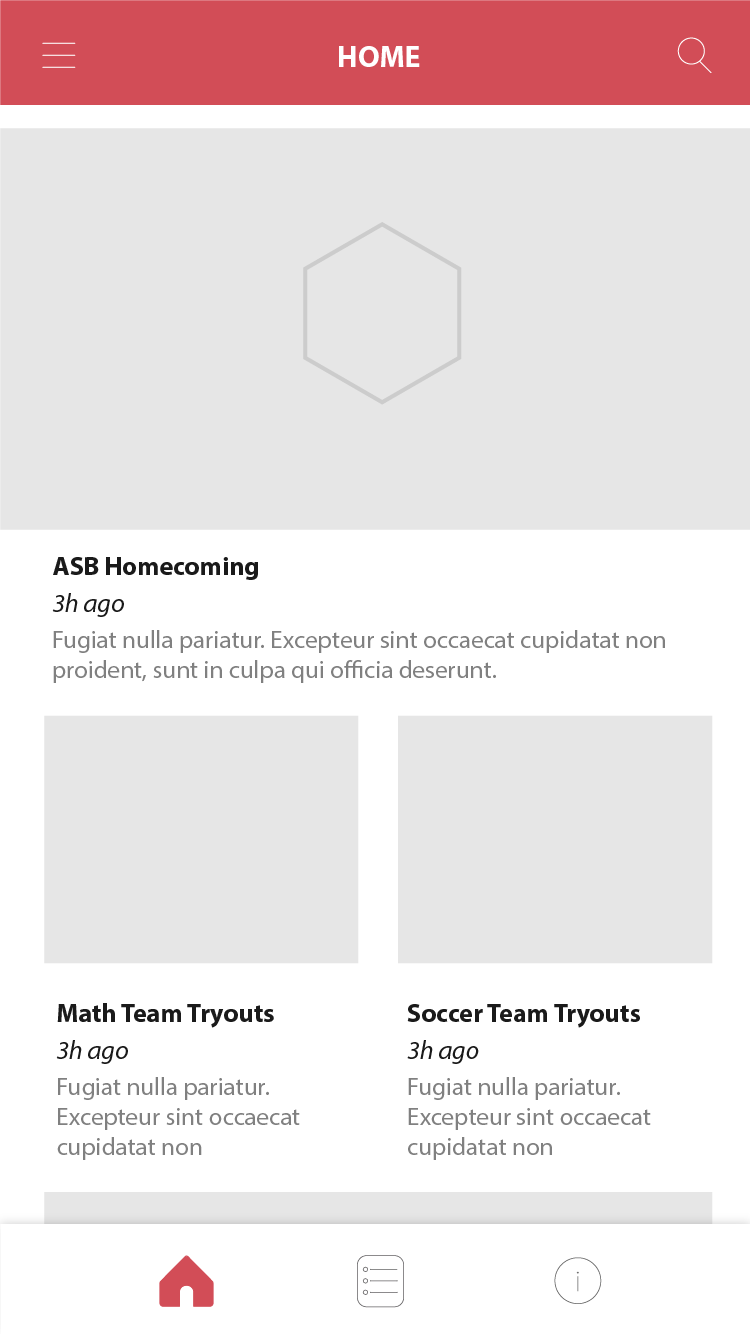 HOME
ASB Homecoming
3h ago
Fugiat nulla pariatur. Excepteur sint occaecat cupidatat non
proident, sunt in culpa qui officia deserunt.
Math Team Tryouts
3h ago
Fugiat nulla pariatur.
Excepteur sint occaecat
cupidatat non
Soccer Team Tryouts
3h ago
Fugiat nulla pariatur.
Excepteur sint occaecat
cupidatat non
i